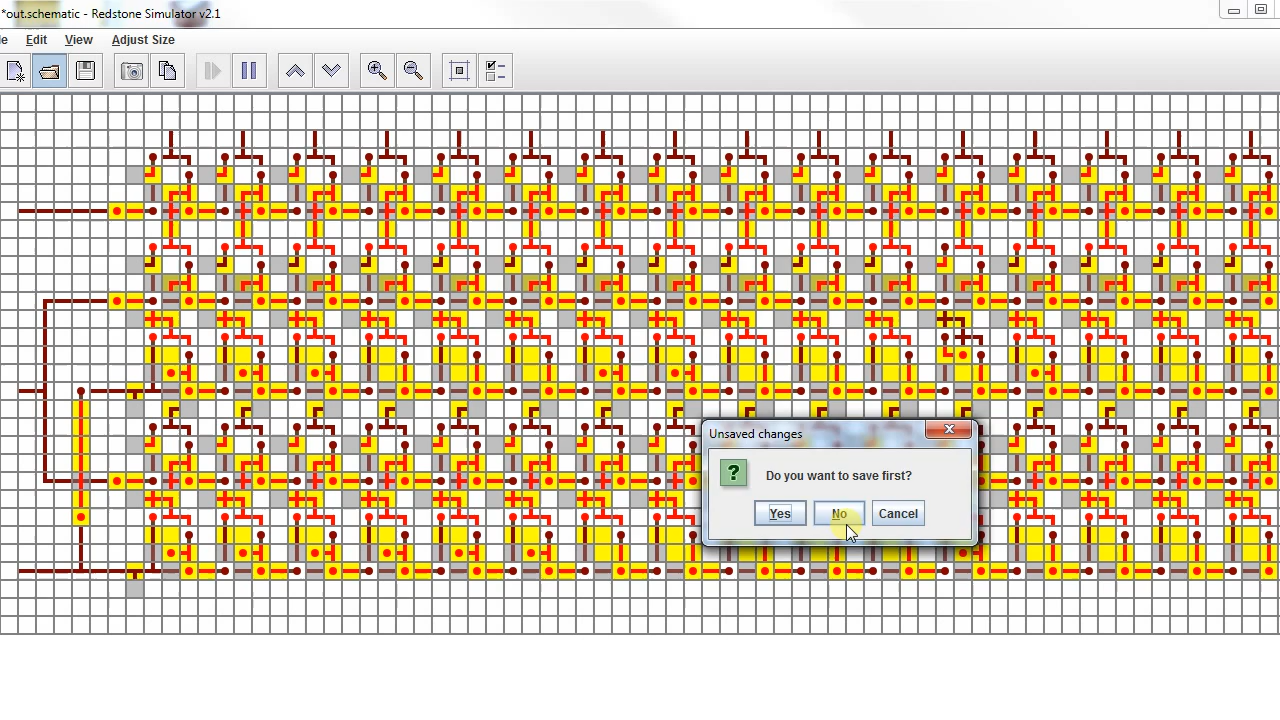 *out.schematic - Redstone Simulator v2.1
le Edit View Adjust Size
Unsaved changes
?
Do you want to save first?
Yes No Cancel